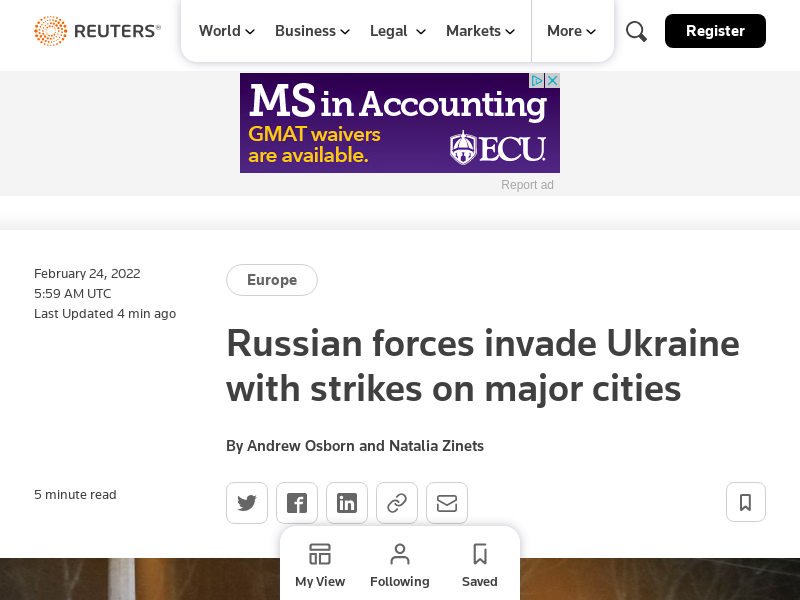 REUTERS®
World
Business
Legal
Markets
More
Register
MS in Accounting
GMAT waivers
are available.
ECU.
Report ad
February 24, 2022
5:59 AM UTC
Last Updated 4 min ago
Europe
Russian forces invade Ukraine
with strikes on major cities
By Andrew Osborn and Natalia Zinets
5 minute read
My View
Following
Saved